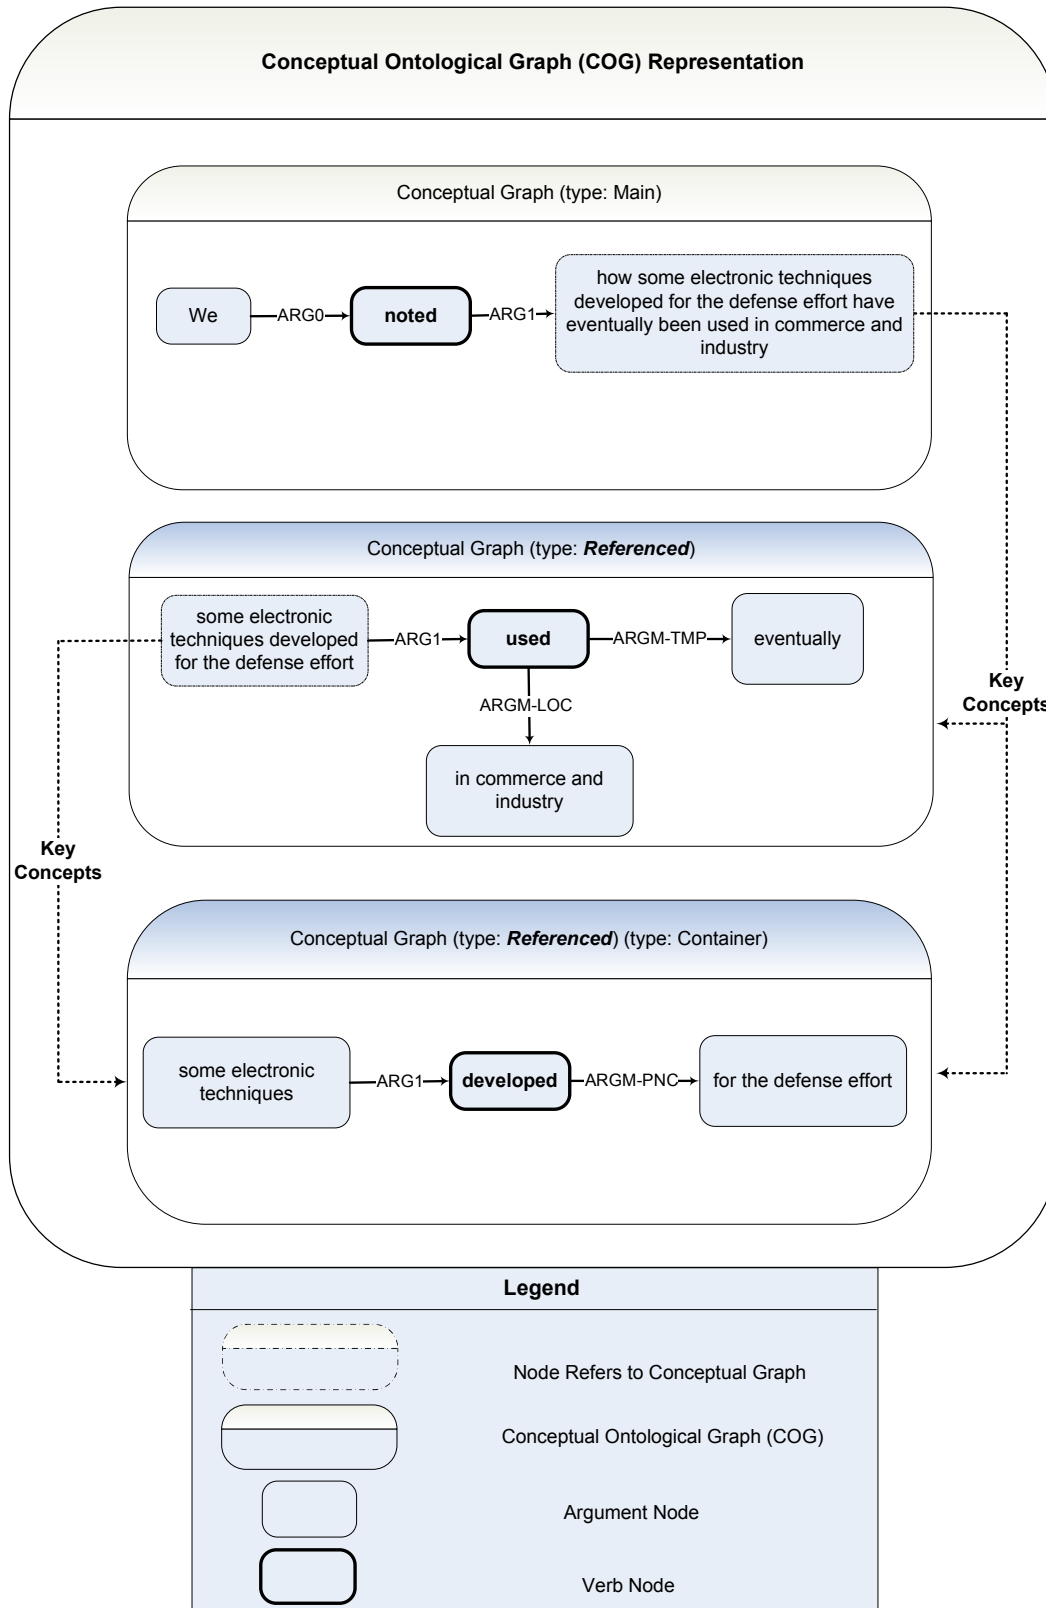 Conceptual Ontological Graph (COG) Representation
Conceptual Graph (type: Main)
We
ARG0
noted
ARG1
how some electronic techniques
developed for the defense effort have
eventually been used in commerce and
industry
Conceptual Graph (type: Referenced)
some electronic
techniques developed
for the defense effort
ARG1
used
ARGM-TMP
eventually
ARGM-LOC
in commerce and
industry
Key
Concepts
Key
Concepts
Conceptual Graph (type: Referenced) (type: Container)
some electronic
techniques
ARG1
developed
ARGM-PNC
for the defense effort
Legend
Node Refers to Conceptual Graph
Conceptual Ontological Graph (COG)
Argument Node
Verb Node